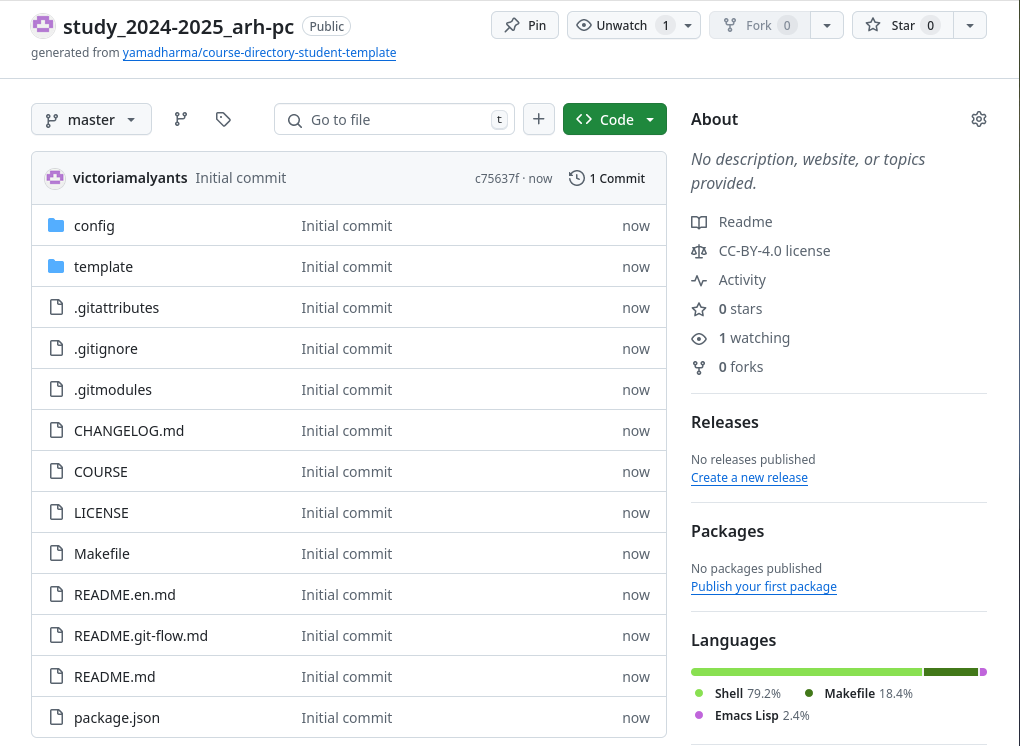 study_2024-2025_arh-pc Public Pin Unwatch 1 Fork 0 Star 0
generated from yamadharma/course-directory-student-template
master Go to file t + Code
victoriamalyants Initial commit c75637f · now 1 Commit
config Initial commit now
template Initial commit now
.gitattributes Initial commit now
.gitignore Initial commit now
.gitmodules Initial commit now
CHANGELOG.md Initial commit now
COURSE Initial commit now
LICENSE Initial commit now
Makefile Initial commit now
README.en.md Initial commit now
README.git-flow.md Initial commit now
README.md Initial commit now
package.json Initial commit now
About
No description, website, or topics
provided.
Readme
CC-BY-4.0 license
Activity
0 stars
1 watching
0 forks
Releases
No releases published
Create a new release
Packages
No packages published
Publish your first package
Languages
Shell 79.2% Makefile 18.4%
Emacs Lisp 2.4%